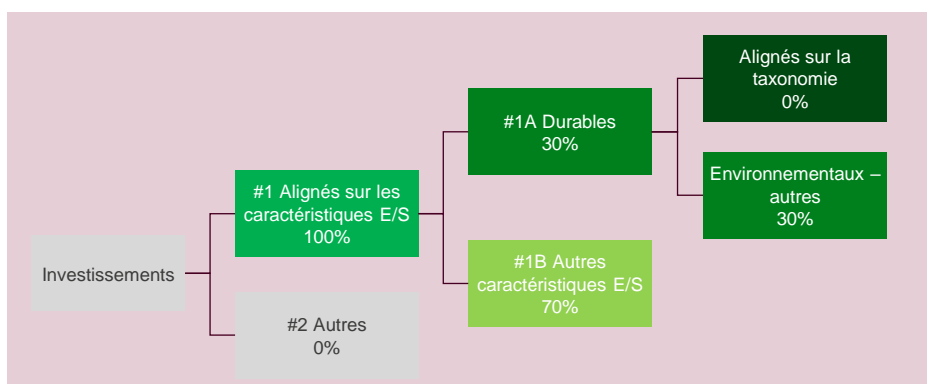 Investissements
#1 Alignés sur les
caractéristiques E/S
100%
#2 Autres
0%
#1A Durables
30%
#1B Autres
caractéristiques E/S
70%
Alignés sur la
taxonomie
0%
Environnementaux –
autres
30%